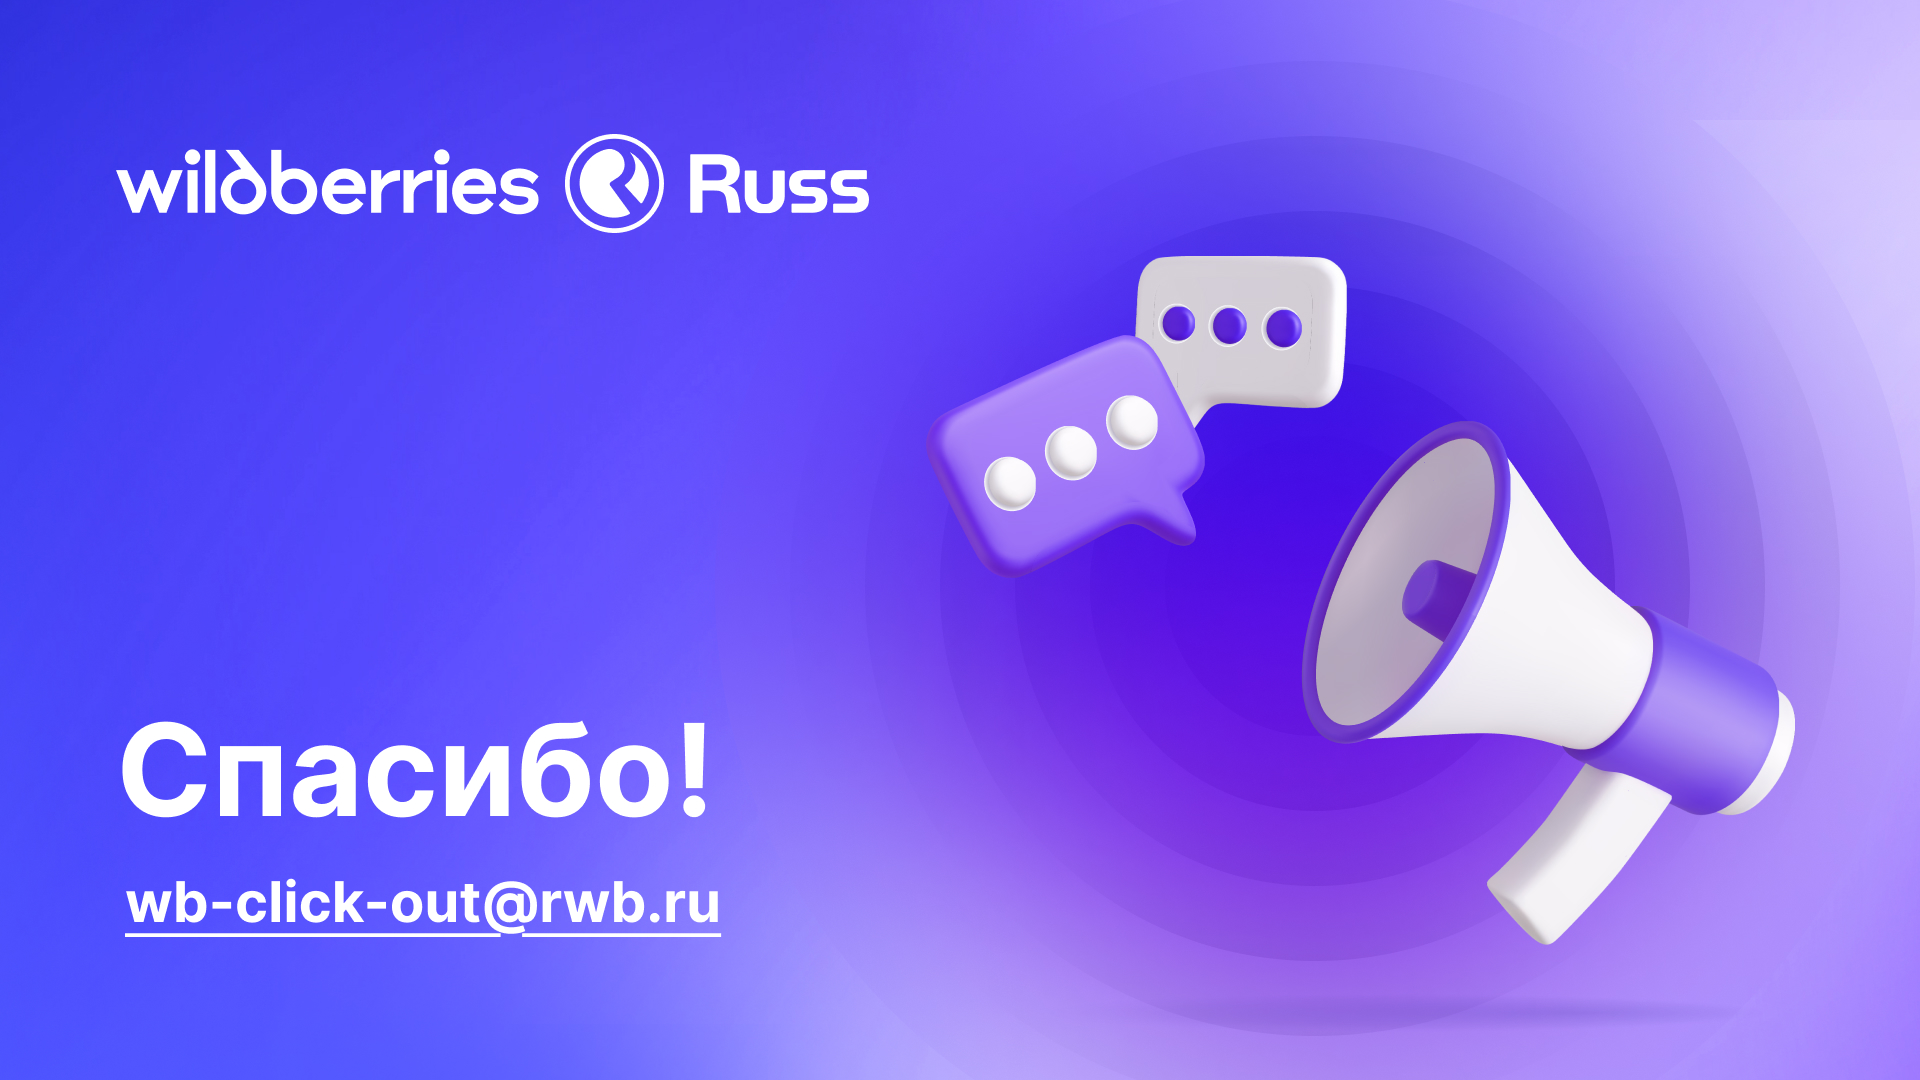 wildberries Russ
Спасибо!
wb-click-out@rwb.ru